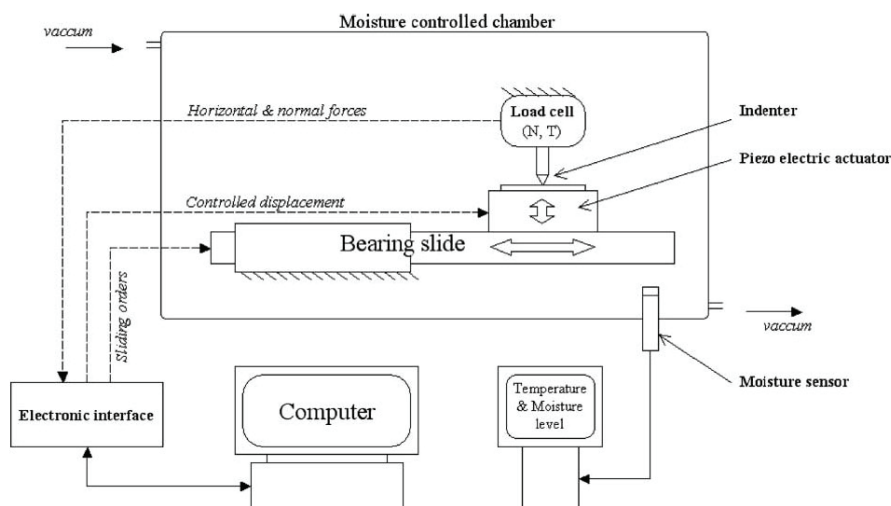 Moisture controlled chamber
vaccum
Horizontal & normal forces
Load cell
(N, T)
Indenter
Piezo electric actuator
Controlled displacement
Bearing slide
Sliding orders
vaccum
Moisture sensor
Electronic interface
Computer
Temperature
& Moisture
level